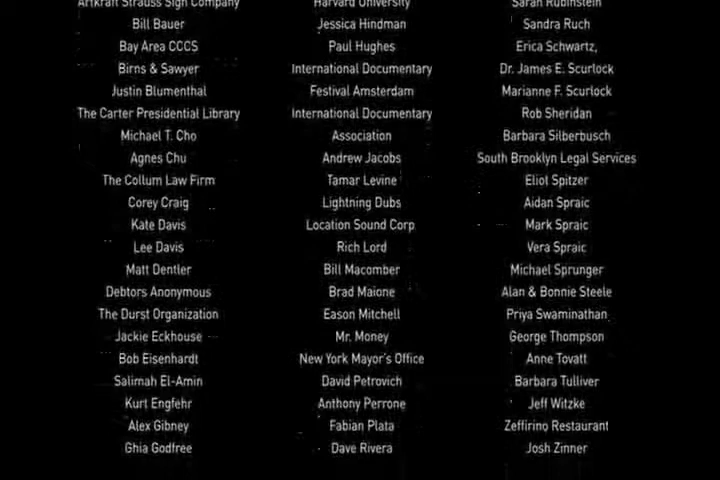 Artkraft Strauss Sign Company
Bill Bauer
Bay Area CCCS
Birns & Sawyer
Justin Blumenthal
The Carter Presidential Library
Michael T. Cho
Agnes Chu
The Collum Law Firm
Corey Craig
Kate Davis
Lee Davis
Matt Dentler
Debtors Anonymous
The Durst Organization
Jackie Eckhouse
Bob Eisenhardt
Salimah El-Amin
Kurt Engfehr
Alex Gibney
Ghia Godfree
Harvard University
Jessica Hindman
Paul Hughes
International Documentary
Festival Amsterdam
International Documentary
Association
Andrew Jacobs
Tamar Levine
Lightning Dubs
Location Sound Corp
Rich Lord
Bill Macomber
Brad Maione
Eason Mitchell
Mr. Money
New York Mayor's Office
David Petrovich
Anthony Perrone
Fabian Plata
Dave Rivera
Sarah Rubinstein
Sandra Ruch
Erica Schwartz,
Dr. James E. Scurlock
Marianne F. Scurlock
Rob Sheridan
Barbara Silberbusch
South Brooklyn Legal Services
Eliot Spitzer
Aidan Spraic
Mark Spraic
Vera Spraic
Michael Sprunger
Alan & Bonnie Steele
Priya Swaminathan
George Thompson
Anne Tovatt
Barbara Tulliver
Jeff Witzke
Zeffirino Restaurant
Josh Zinner